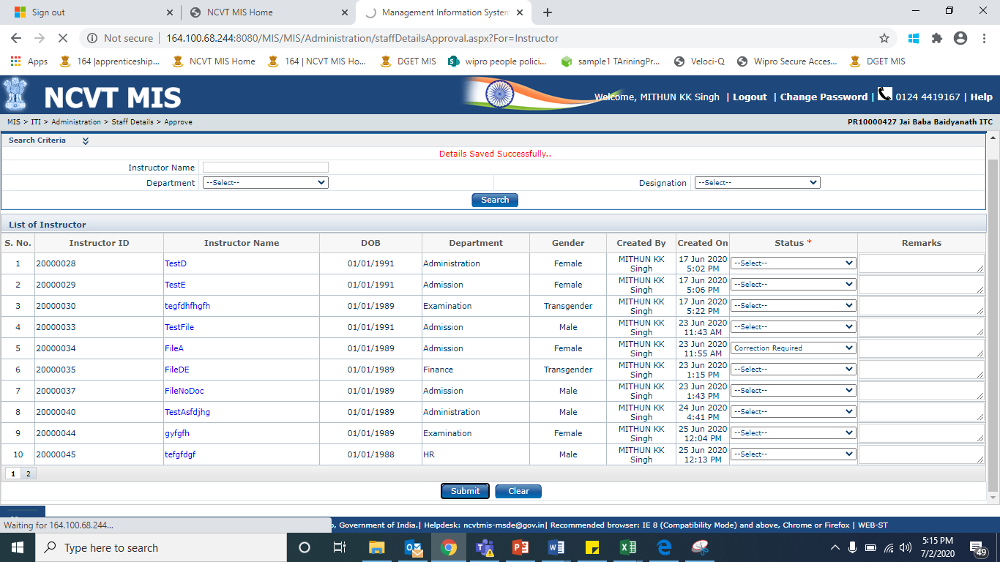 Sign out
NCVT MIS Home
Management Information System
Not secure | 164.100.68.244:8080/MIS/MIS/Administration/staffDetailsApproval.aspx?For=Instructor
Apps 164 |apprenticeship... NCVT MIS Home 164 | NCVT MIS Ho... DGET MIS wipro people polici... sample1 TAriningPr... Veloci-Q Wipro Secure Acces... DGET MIS
NCVT MIS
Welcome, MITHUN KK Singh | Logout | Change Password | 0124 4419167 | Help
MIS > ITI > Administration > Staff Details > Approve PR10000427 Jai Baba Baidyanath ITC
Search Criteria
Details Saved Successfully..
Instructor Name
Department --Select-- Designation --Select--
Search
List of Instructor
S. No. Instructor ID Instructor Name DOB Department Gender Created By Created On Status * Remarks
1 20000028 TestD 01/01/1991 Administration Female MITHUN KK Singh 17 Jun 2020 5:02 PM --Select--
2 20000029 TestE 01/01/1991 Admission Female MITHUN KK Singh 17 Jun 2020 5:06 PM --Select--
3 20000030 tegfdhfhgfh 01/01/1989 Examination Transgender MITHUN KK Singh 17 Jun 2020 5:22 PM --Select--
4 20000033 TestFile 01/01/1991 Admission Male MITHUN KK Singh 23 Jun 2020 11:43 AM --Select--
5 20000034 FileA 01/01/1989 Admission Female MITHUN KK Singh 23 Jun 2020 11:55 AM Correction Required
6 20000035 FileDE 01/01/1989 Finance Transgender MITHUN KK Singh 23 Jun 2020 1:15 PM --Select--
7 20000037 FileNoDoc 01/01/1989 Admission Male MITHUN KK Singh 23 Jun 2020 1:43 PM --Select--
8 20000040 TestAsfdjhg 01/01/1989 Administration Male MITHUN KK Singh 24 Jun 2020 4:41 PM --Select--
9 20000044 gyfgfh 01/01/1989 Examination Female MITHUN KK Singh 25 Jun 2020 12:04 PM --Select--
10 20000045 tefgfdgf 01/01/1988 HR Male MITHUN KK Singh 25 Jun 2020 12:13 PM --Select--
1 2
Submit Clear
Waiting for 164.100.68.244...
, Government of India.| Helpdesk: ncvtmis-msde@gov.in| Recommended browser: IE 8 (Compatibility Mode) and above, Chrome or Firefox | WEB-ST
Type here to search
5:15 PM
7/2/2020
49